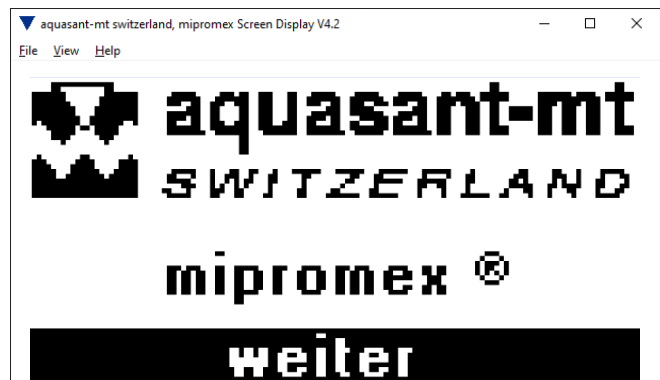 aquasant-mt switzerland, mipromex Screen Display V4.2
File View Help
aquasant-mt
SWITZERLAND
mipromex ®
weiter